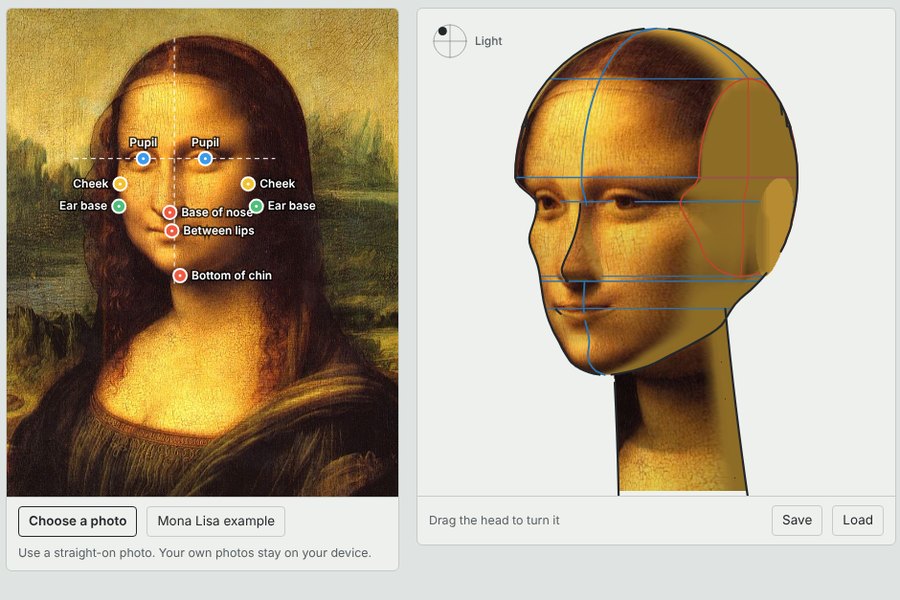 Pupil
Pupil
Cheek
Cheek
Ear base
Ear base
Base of nose
Between lips
Bottom of chin
Choose a photo
Mona Lisa example
Use a straight-on photo. Your own photos stay on your device.
Light
Drag the head to turn it
Save
Load